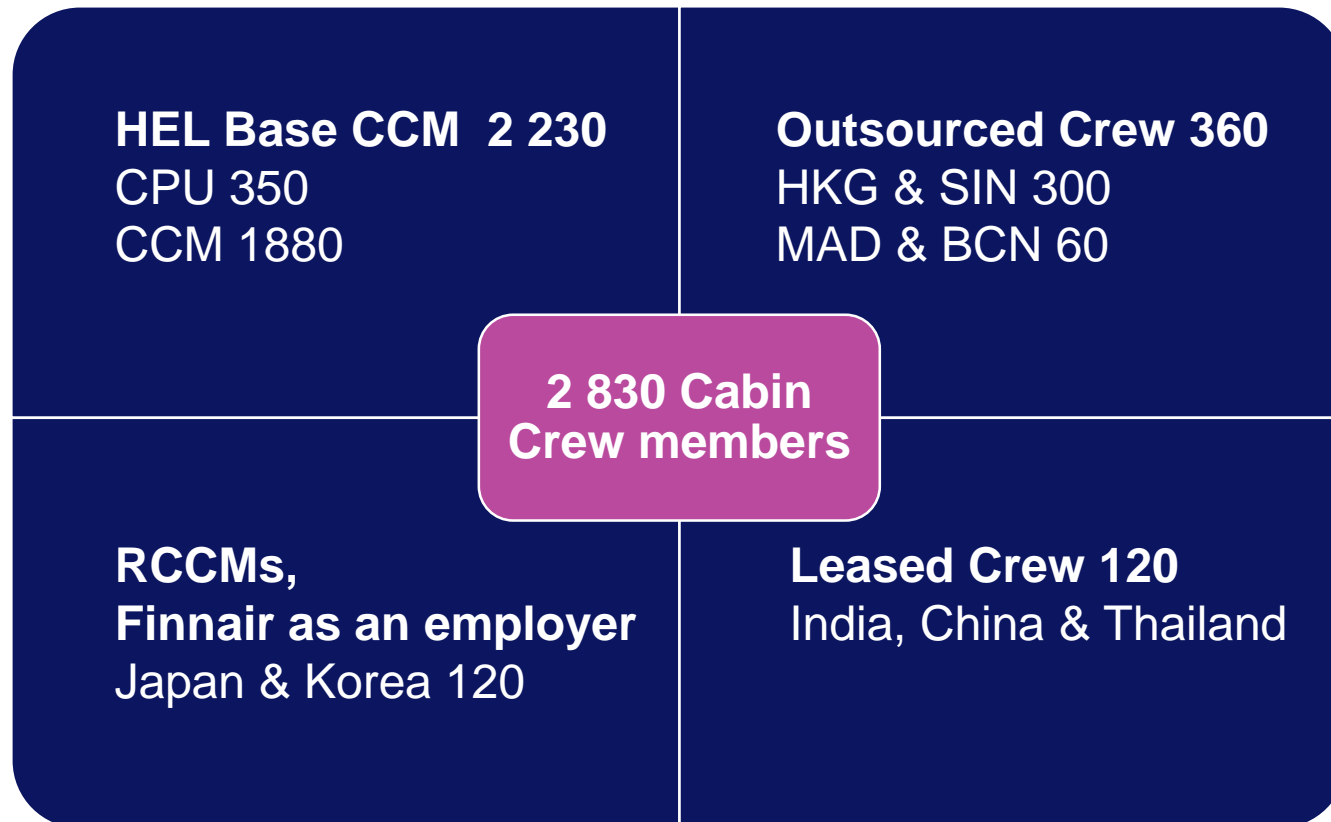 HEL Base CCM  2 230
CPU 350
CCM 1880
Outsourced Crew 360
HKG & SIN 300
MAD & BCN 60
2 830 Cabin
Crew members
RCCMs,
Finnair as an employer
Japan & Korea 120
Leased Crew 120
India, China & Thailand